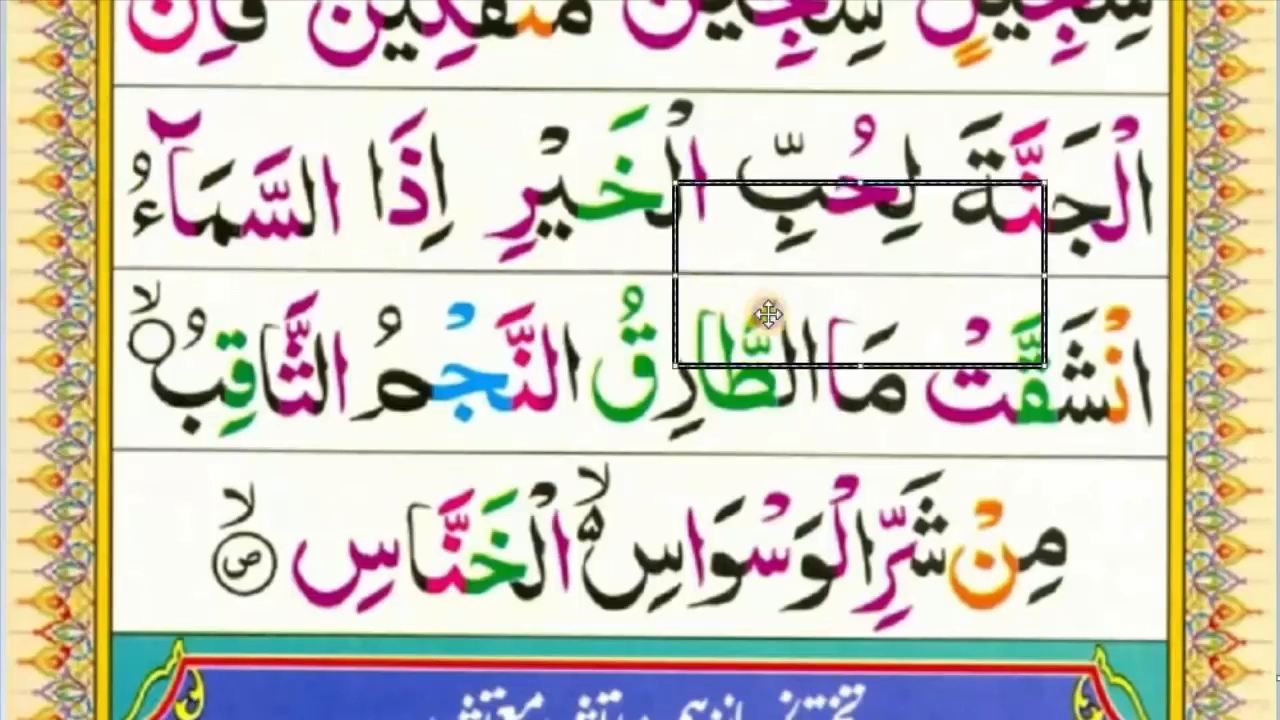 سِجِّيْلٍ سِجِّيْنَ مُنْفَكِّيْنَ فَاِنَّ
الْجَنَّةَ لِحُبِّ الْخَيْرِ اِذَا السَّمَآءُ
انْشَقَّتْ مَا الطَّارِقُ النَّجْمُ الثَّاقِبُ ۙ
مِنْ شَرِّ الْوَسْوَاسِ ۙ۬ الْخَنَّاسِ ص ۙ